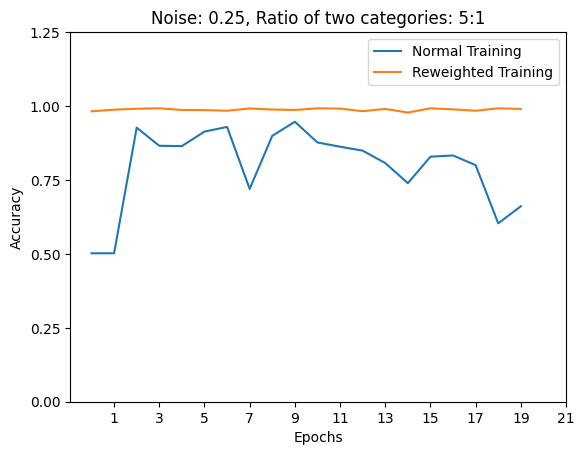 Noise: 0.25, Ratio of two categories: 5:1
Normal Training
Reweighted Training
1.25
1.00
0.75
0.50
0.25
0.00
Accuracy
1 3 5 7 9 11 13 15 17 19 21
Epochs